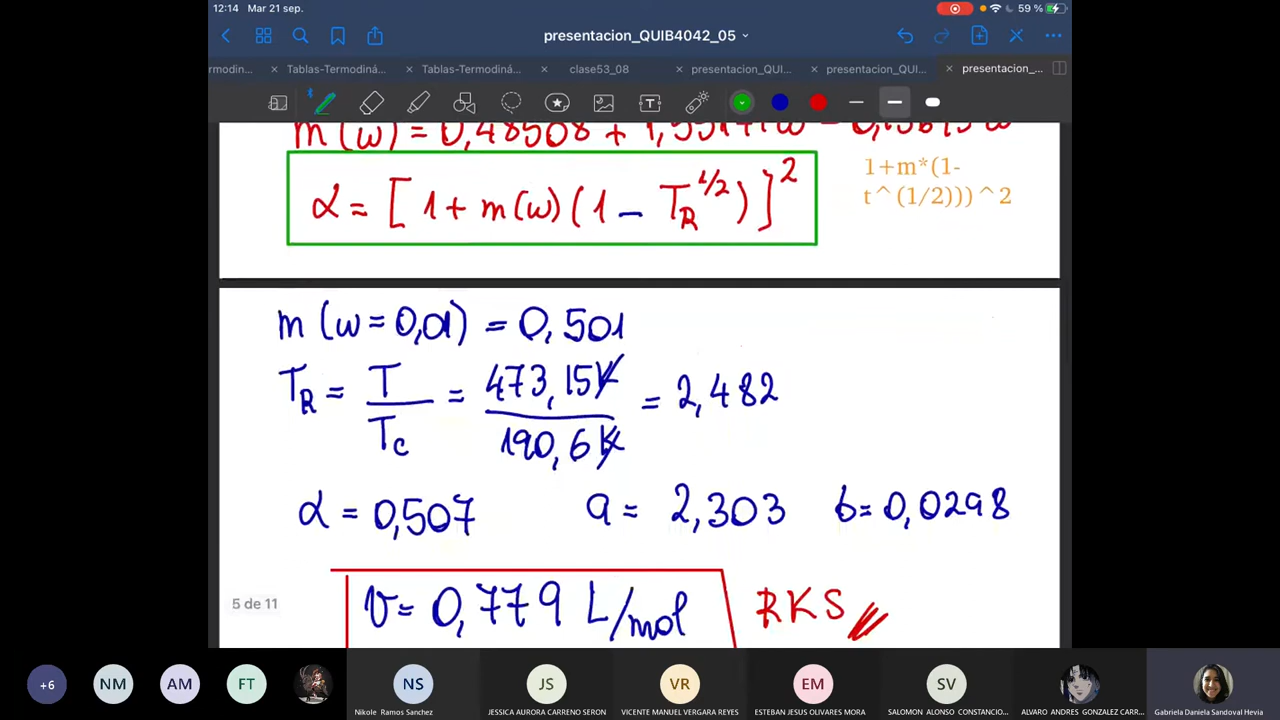 12:14 Mar 21 sep.
59 %
presentacion_QUIB4042_05
rmodin...
Tablas-Termodiná...
Tablas-Termodiná...
clase53_08
presentacion_QUI...
presentacion_QUI...
presentacion_...
m(w) = 0,48508 +
α = [1 + m(w)(1 - T_R^1/2)]^2
1+m*(1-
t^(1/2)))^2
m (w = 0,01) = 0,501
T_R = T/T_c = 473,15K/190,6K = 2,482
α = 0,507 a = 2,303 b = 0,0298
5 de 11
v = 0,779 L/mol RKS
+6
NM
AM
FT
NS
JS
VR
EM
SV
Nikole Ramos Sanchez
JESSICA AURORA CARRENO SERON
VICENTE MANUEL VERGARA REYES
ESTEBAN JESUS OLIVARES MORA
SALOMON ALONSO CONSTANCIO...
ALVARO ANDRES GONZALEZ CARR...
Gabriela Daniela Sandoval Hevia